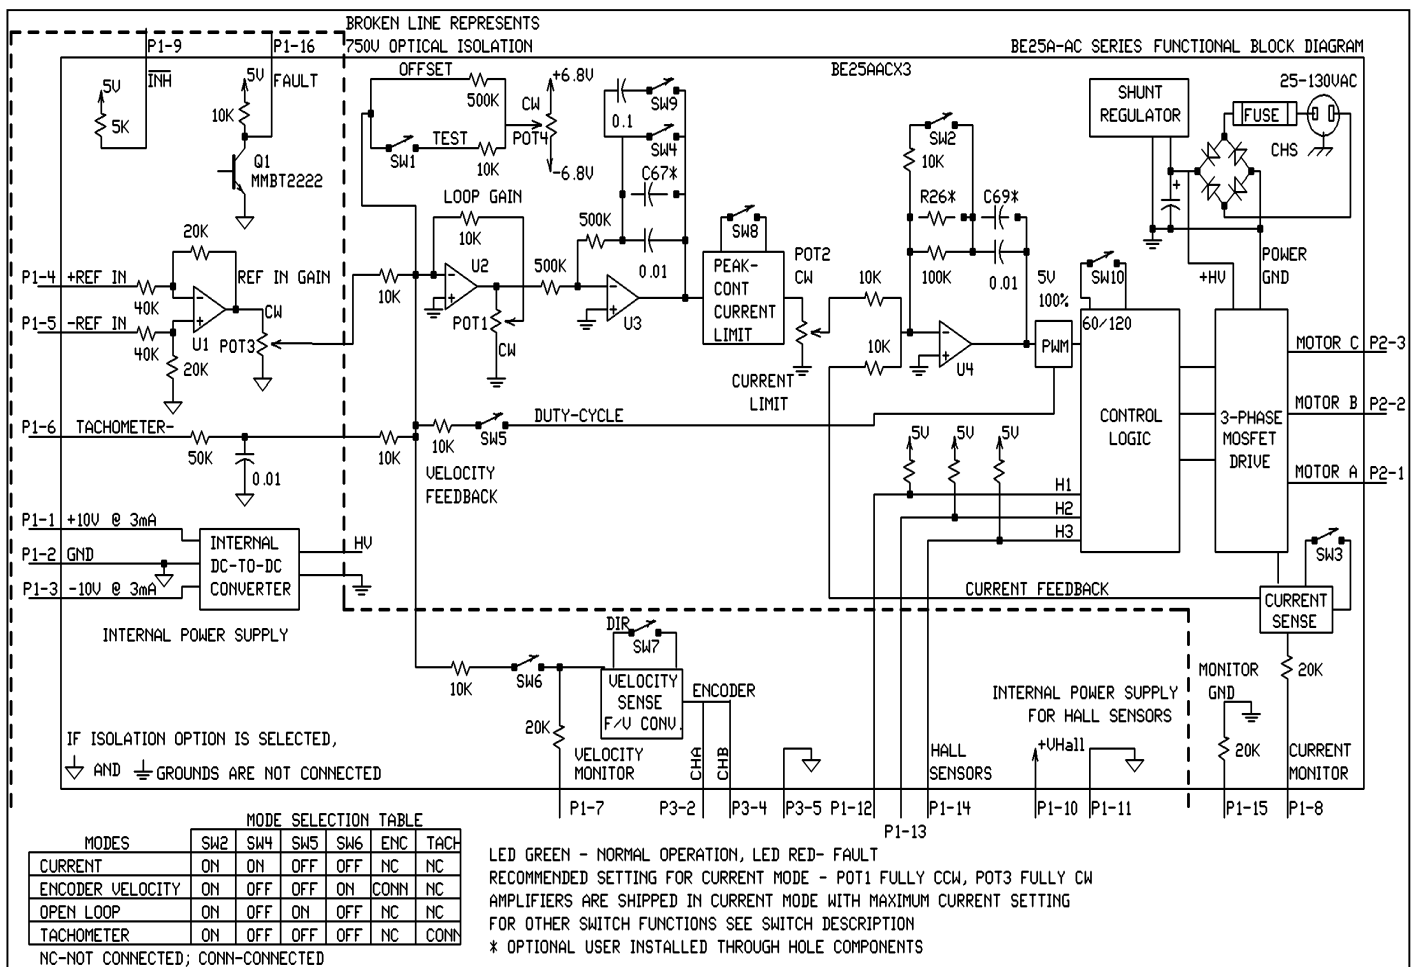 BROKEN LINE REPRESENTS
750V OPTICAL ISOLATION
BE25A-AC SERIES FUNCTIONAL BLOCK DIAGRAM
BE25AACX3
P1-9
P1-16
INH
FAULT
5V
5K
5V
10K
Q1
MMBT2222
OFFSET
500K
CW
+6.8V
POT4
-6.8V
SW1
TEST
10K
SW9
0.1
SW4
C67*
0.01
500K
LOOP GAIN
10K
U2
500K
POT1
CW
U3
SW8
PEAK-
CONT
CURRENT
LIMIT
POT2
CW
CURRENT
LIMIT
10K
10K
SW2
10K
R26*
C69*
100K
0.01
U4
5V
100%
PWM
SW10
60/120
SHUNT
REGULATOR
25-130VAC
FUSE
CHS
+
POWER
GND
+HV
P1-4
+REF IN
20K
40K
REF IN GAIN
CW
P1-5
-REF IN
40K
U1
20K
POT3
10K
P1-6
TACHOMETER-
50K
0.01
10K
10K
SW5
DUTY-CYCLE
VELOCITY
FEEDBACK
5V
5V
5V
H1
H2
H3
CONTROL
LOGIC
3-PHASE
MOSFET
DRIVE
MOTOR C
P2-3
MOTOR B
P2-2
MOTOR A
P2-1
P1-1
+10V @ 3mA
P1-2
GND
P1-3
-10V @ 3mA
INTERNAL
DC-TO-DC
CONVERTER
HV
INTERNAL POWER SUPPLY
CURRENT FEEDBACK
SW3
CURRENT
SENSE
20K
MONITOR
GND
20K
CURRENT
MONITOR
DIR
SW7
10K
SW6
VELOCITY
SENSE
F/V CONV.
ENCODER
20K
VELOCITY
MONITOR
CHA
CHB
HALL
SENSORS
INTERNAL POWER SUPPLY
FOR HALL SENSORS
+VHall
IF ISOLATION OPTION IS SELECTED,
AND
GROUNDS ARE NOT CONNECTED
P1-7
P3-2
P3-4
P3-5
P1-12
P1-13
P1-14
P1-10
P1-11
P1-15
P1-8
MODE SELECTION TABLE
MODES SW2 SW4 SW5 SW6 ENC TACH
CURRENT ON ON OFF OFF NC NC
ENCODER VELOCITY ON OFF OFF ON CONN NC
OPEN LOOP ON OFF ON OFF NC NC
TACHOMETER ON OFF OFF OFF NC CONN
NC-NOT CONNECTED; CONN-CONNECTED
LED GREEN - NORMAL OPERATION, LED RED- FAULT
RECOMMENDED SETTING FOR CURRENT MODE - POT1 FULLY CCW, POT3 FULLY CW
AMPLIFIERS ARE SHIPPED IN CURRENT MODE WITH MAXIMUM CURRENT SETTING
FOR OTHER SWITCH FUNCTIONS SEE SWITCH DESCRIPTION
* OPTIONAL USER INSTALLED THROUGH HOLE COMPONENTS